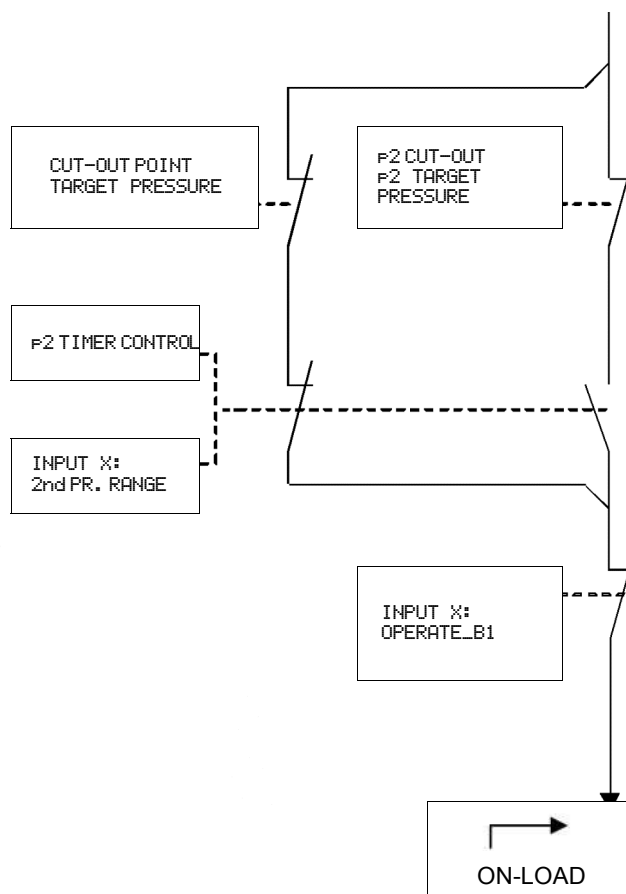 CUT-OUT POINT
TARGET PRESSURE
p2 CUT-OUT
p2 TARGET
PRESSURE
p2 TIMER CONTROL
INPUT X:
2nd PR. RANGE
INPUT X:
OPERATE_B1
ON-LOAD